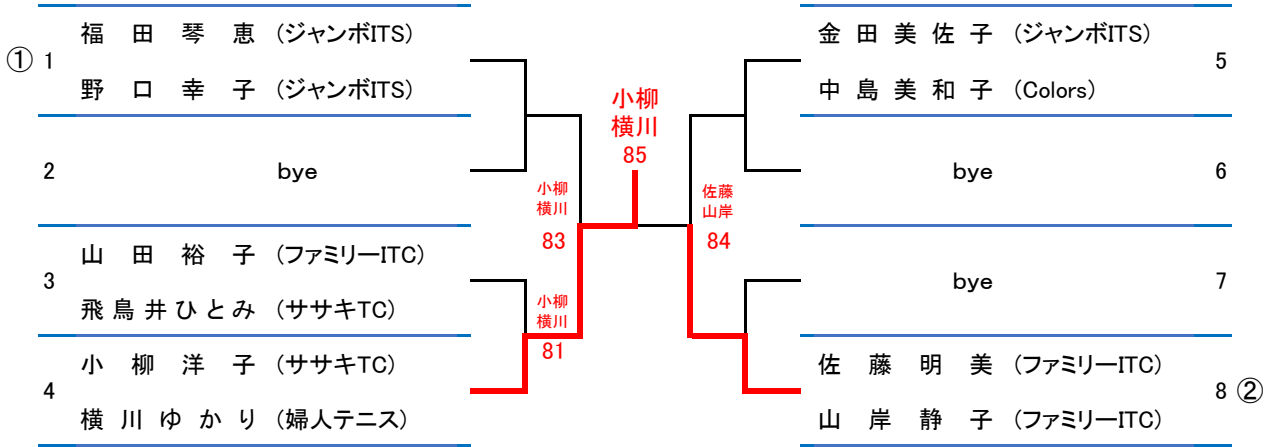 福田琴恵 (ジャンボITS)
① 1
野口幸子 (ジャンボITS)
2 bye
山田裕子 (ファミリーITC)
3
飛鳥井ひとみ (ササキTC)
小柳洋子 (ササキTC)
4
横川ゆかり (婦人テニス)
小柳
横川
83
小柳
横川
81
小柳
横川
85
佐藤
山岸
84
金田美佐子 (ジャンボITS)
5
中島美和子 (Colors)
bye 6
bye 7
佐藤明美 (ファミリーITC)
8 ②
山岸静子 (ファミリーITC)